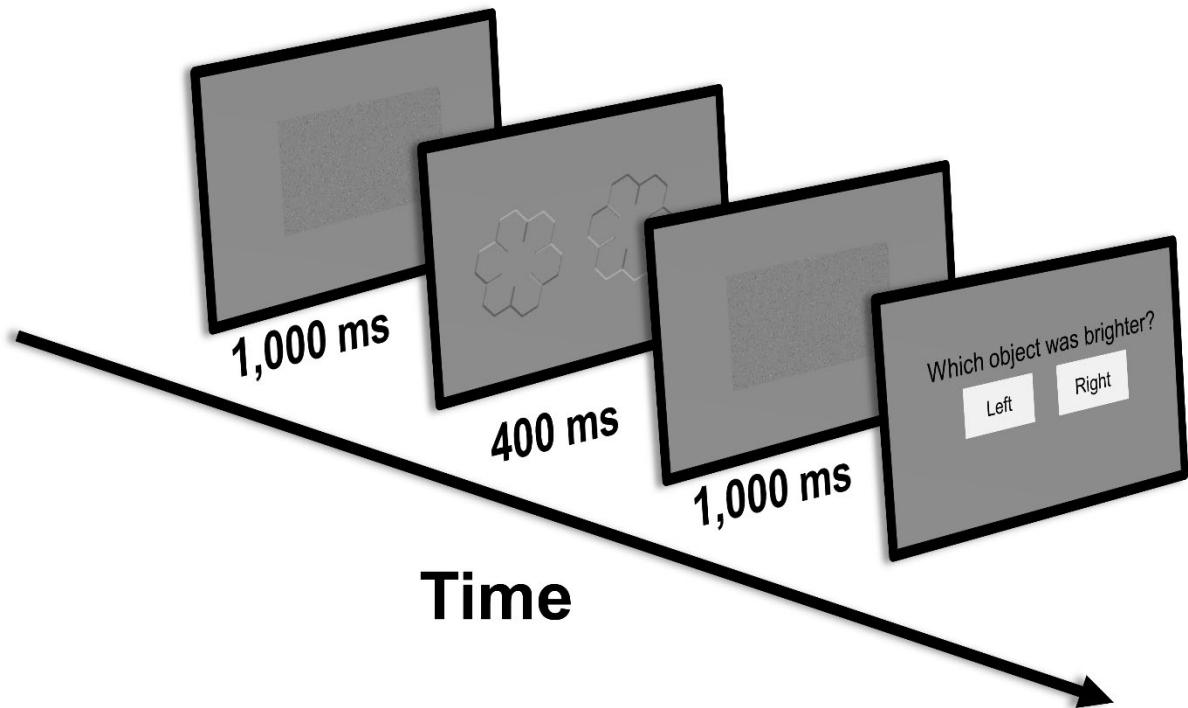 1,000 ms
400 ms
1,000 ms
Which object was brighter?
Left
Right
Time